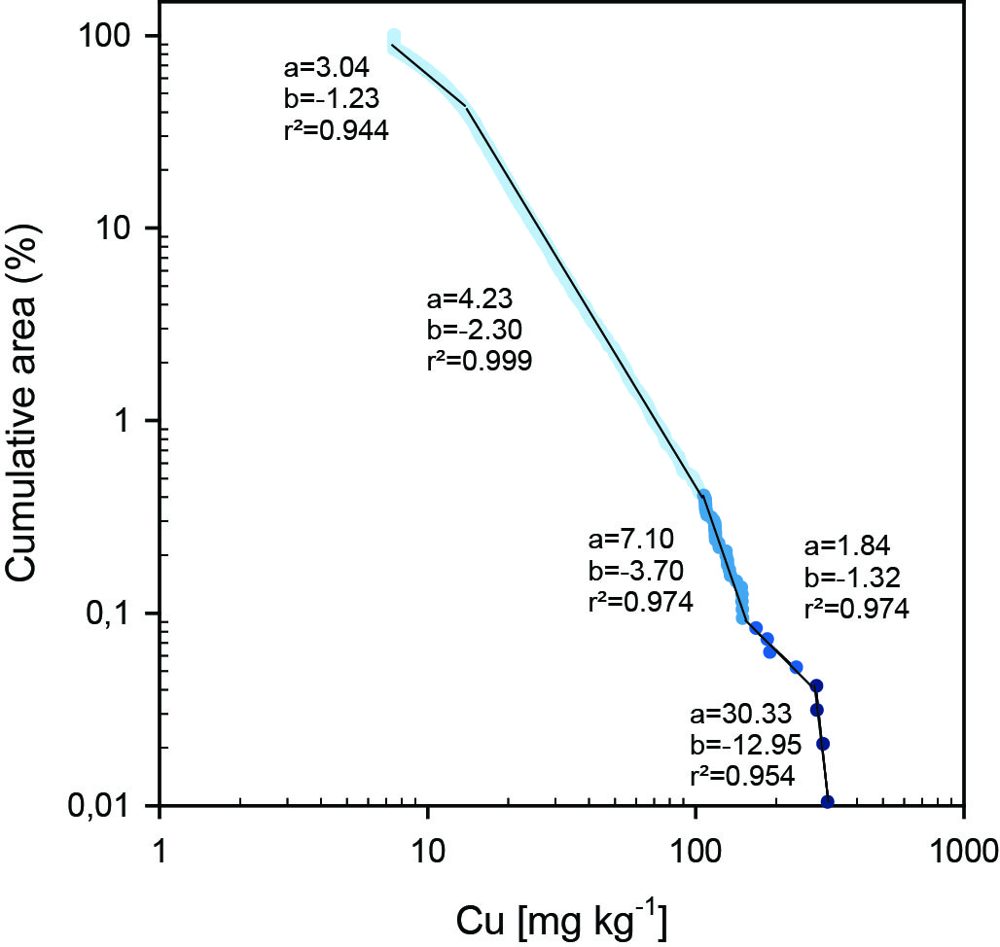 100
a=3.04
b=-1.23
r²=0.944
10
a=4.23
b=-2.30
r²=0.999
1
a=7.10
b=-3.70
r²=0.974
a=1.84
b=-1.32
r²=0.974
0,1
a=30.33
b=-12.95
r²=0.954
0,01
Cumulative area (%)
1 10 100 1000
Cu [mg kg⁻¹]